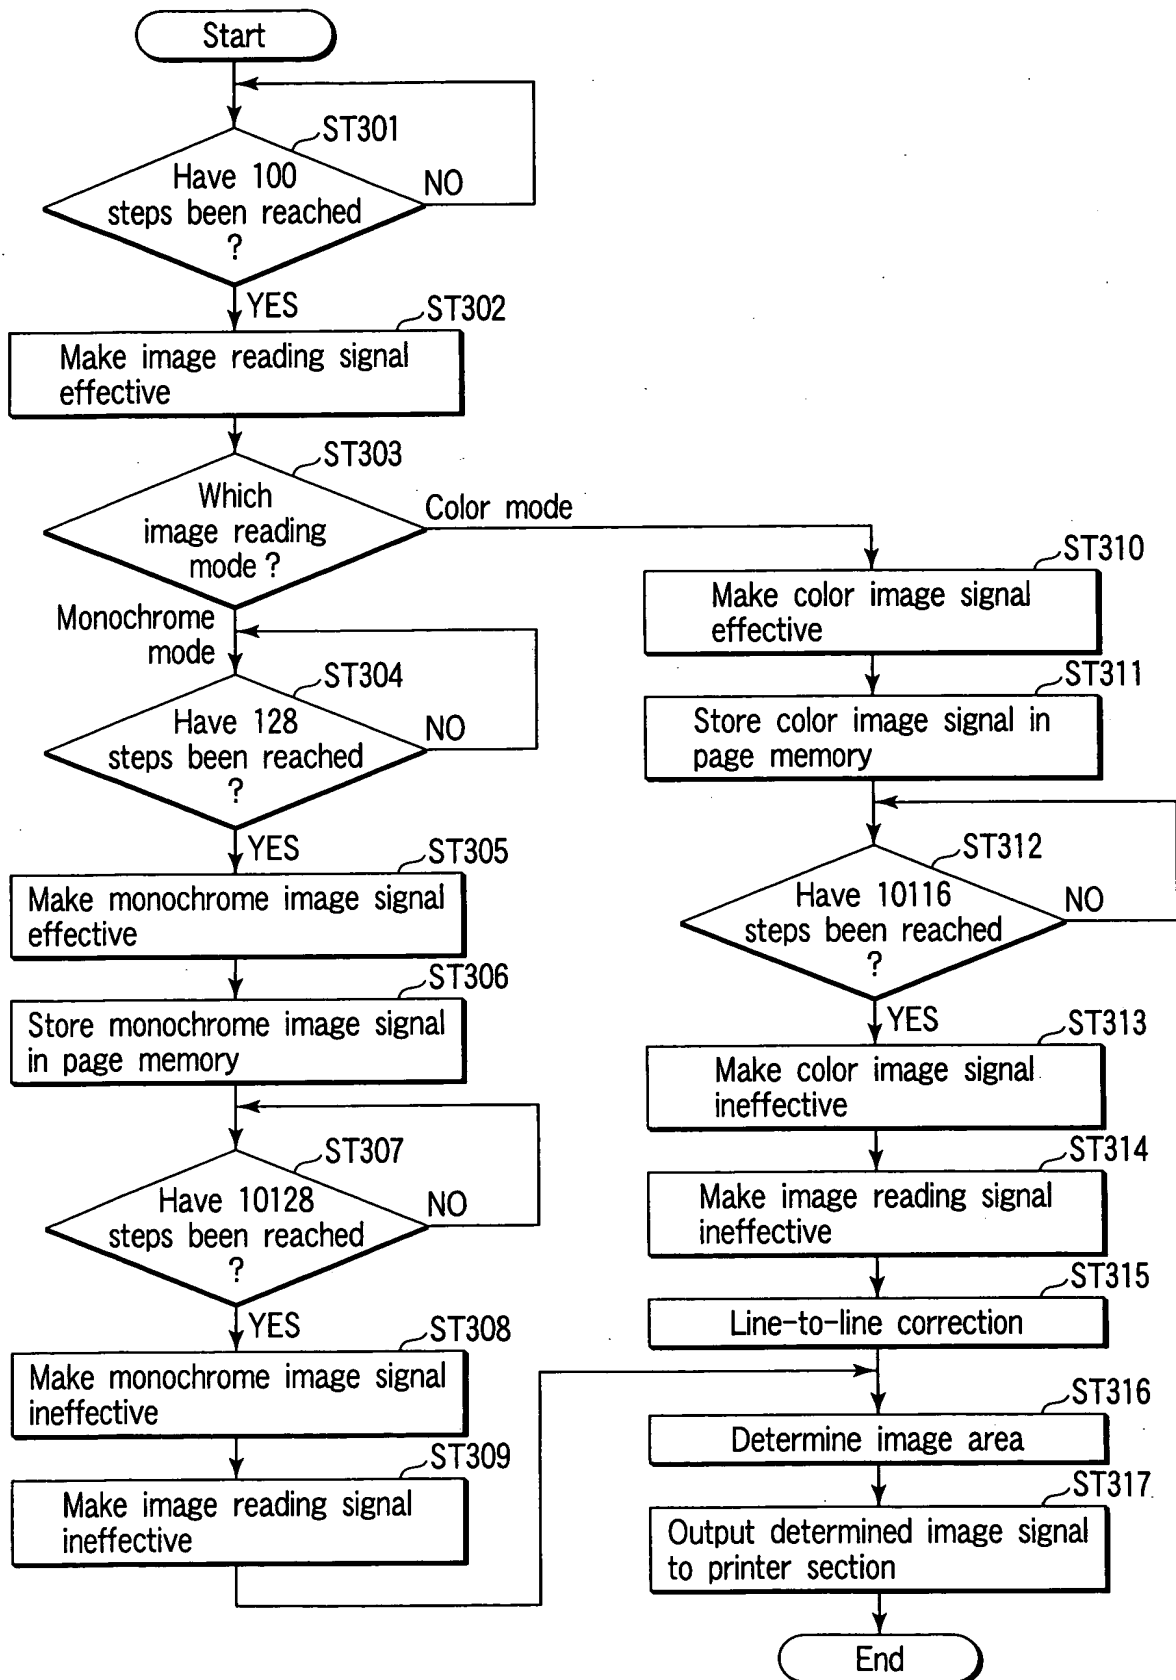 Start
ST301
Have 100
steps been reached
?
NO
YES
ST302
Make image reading signal
effective
ST303
Which
image reading
mode ?
Color mode
Monochrome
mode
ST304
Have 128
steps been reached
?
NO
YES
ST305
Make monochrome image signal
effective
ST306
Store monochrome image signal
in page memory
ST307
Have 10128
steps been reached
?
NO
YES
ST308
Make monochrome image signal
ineffective
ST309
Make image reading signal
ineffective
ST310
Make color image signal
effective
ST311
Store color image signal in
page memory
ST312
Have 10116
steps been reached
?
NO
YES
ST313
Make color image signal
ineffective
ST314
Make image reading signal
ineffective
ST315
Line-to-line correction
ST316
Determine image area
ST317
Output determined image signal
to printer section
End